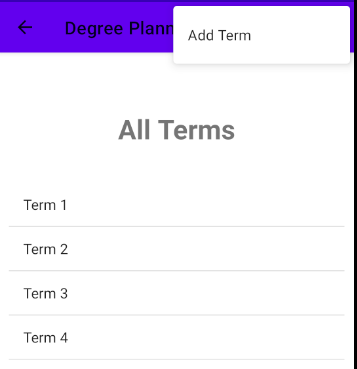 Degree Plann
Add Term
All Terms
Term 1
Term 2
Term 3
Term 4